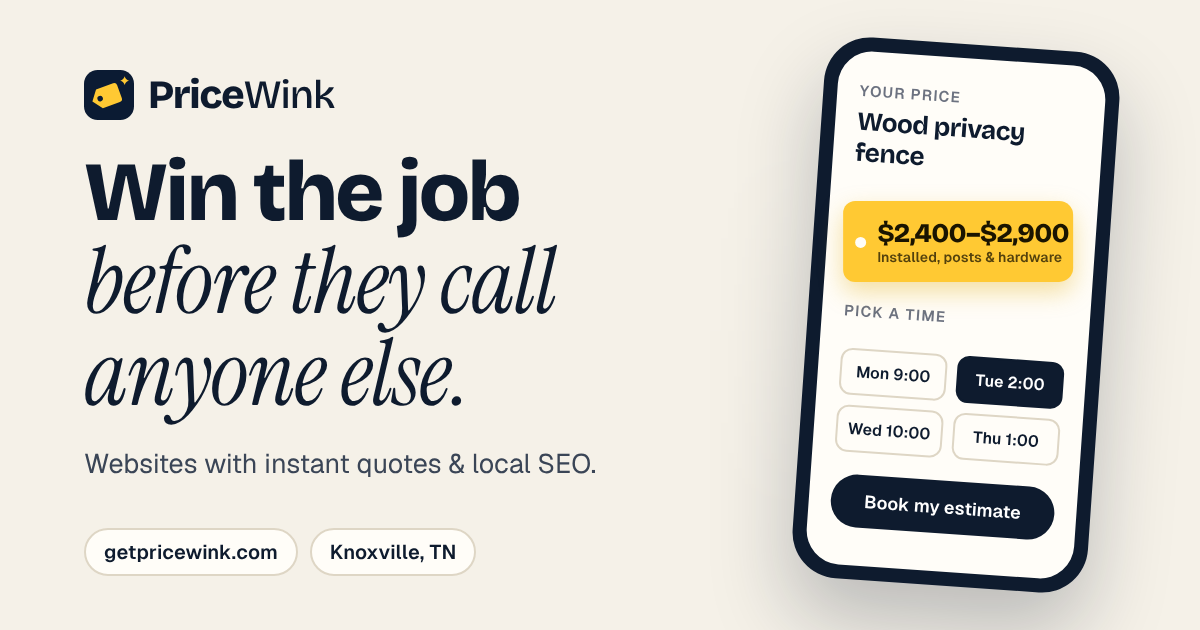 PriceWink
Win the job
before they call
anyone else.
Websites with instant quotes & local SEO.
getpricewink.com
Knoxville, TN
YOUR PRICE
Wood privacy
fence
$2,400–$2,900
Installed, posts & hardware
PICK A TIME
Mon 9:00
Tue 2:00
Wed 10:00
Thu 1:00
Book my estimate